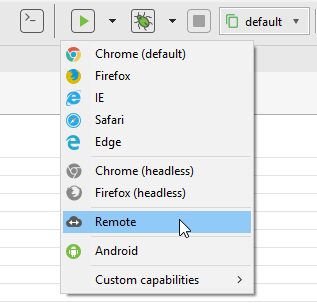 default
Chrome (default)
Firefox
IE
Safari
Edge
Chrome (headless)
Firefox (headless)
Remote
Android
Custom capabilities